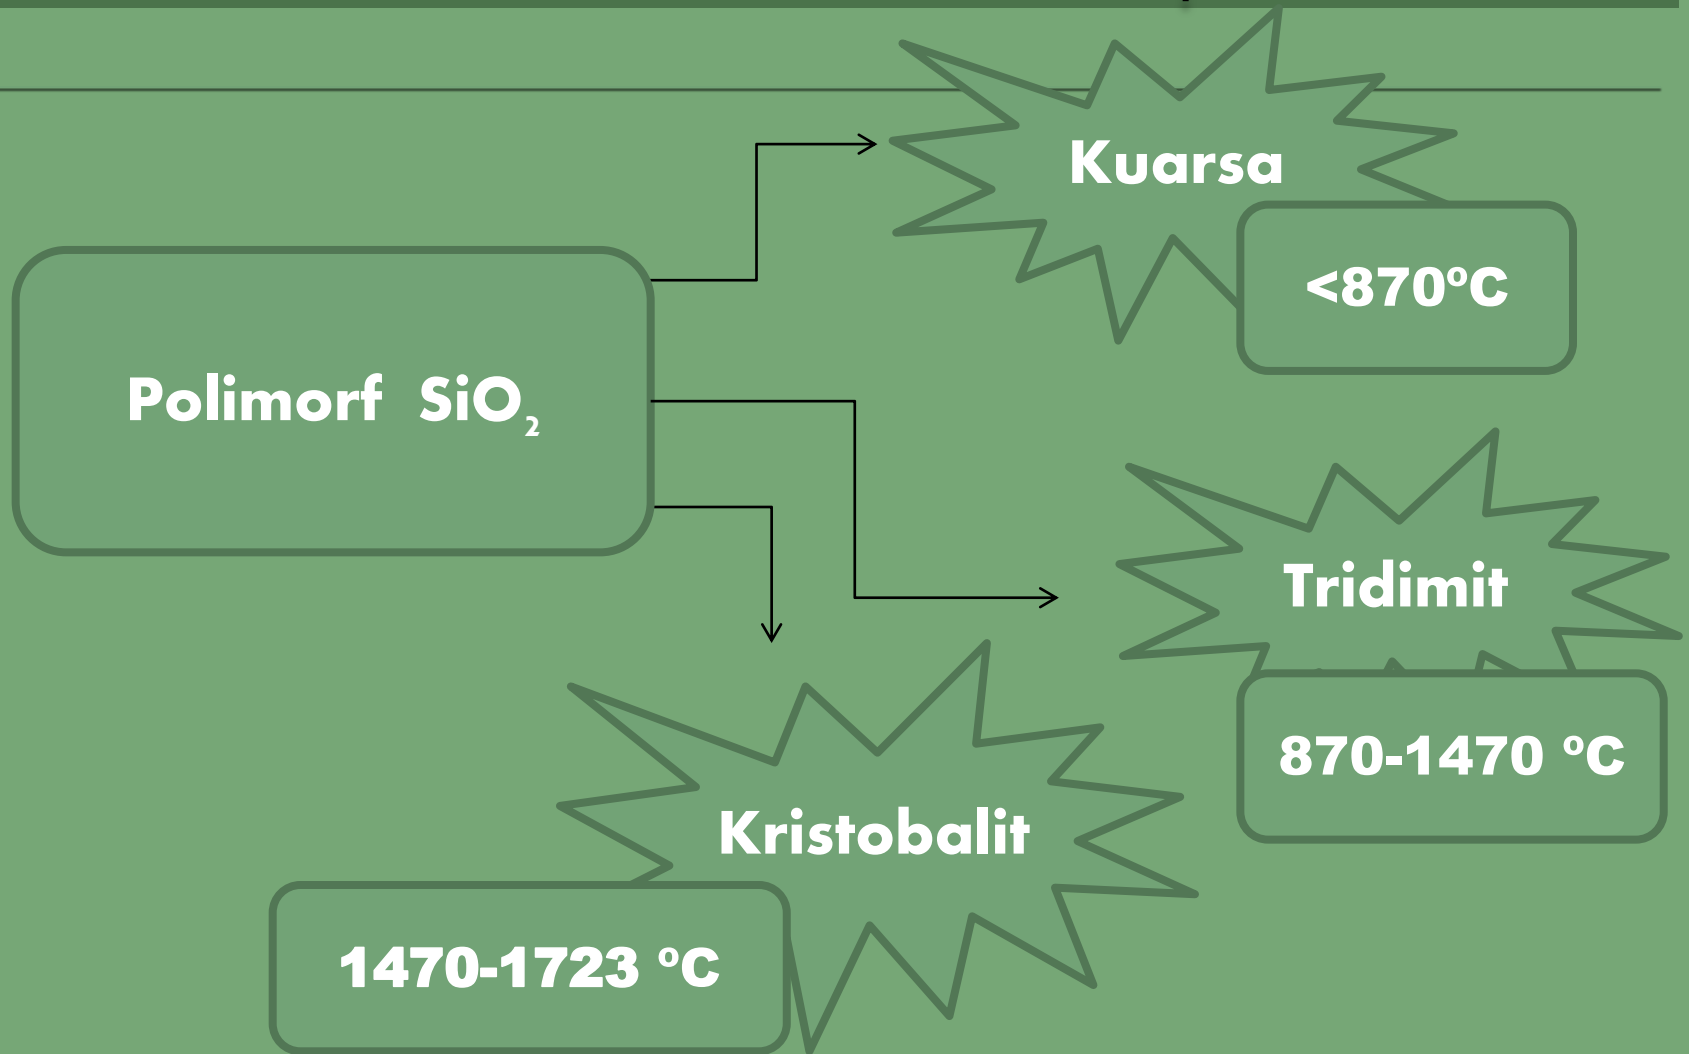 Kuarsa
<870ºC
Polimorf SiO₂
Tridimit
870-1470 ºC
Kristobalit
1470-1723 ºC